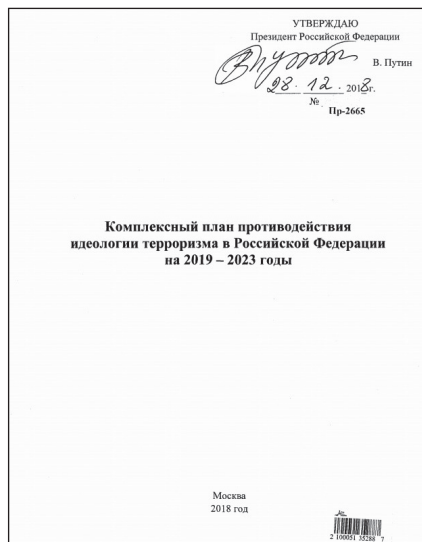 УТВЕРЖДАЮ
Президент Российской Федерации
В. Путин
28. 12. 2018г.
№
Пр-2665
Комплексный план противодействия
идеологии терроризма в Российской Федерации
на 2019 – 2023 годы
Москва
2018 год
2 100051 35288 7